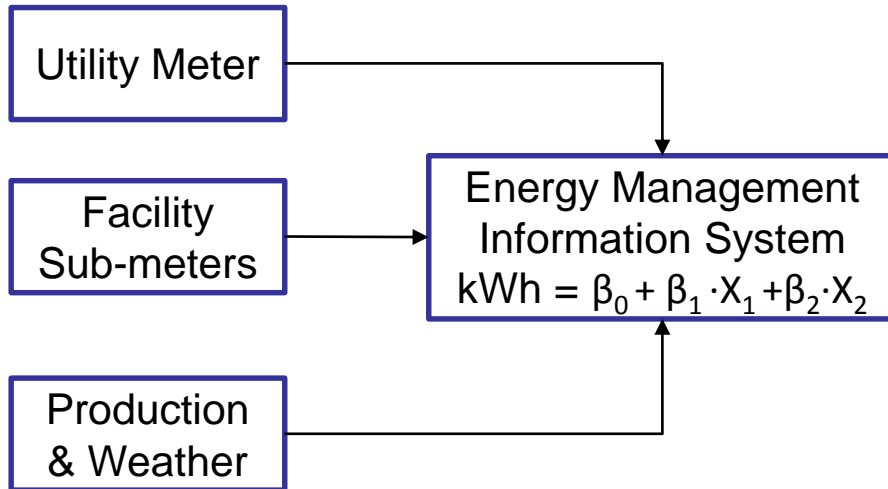 Utility Meter
Facility
Sub-meters
Production
& Weather
Energy Management
Information System
kWh = β₀ + β₁ ·X₁ +β₂·X₂